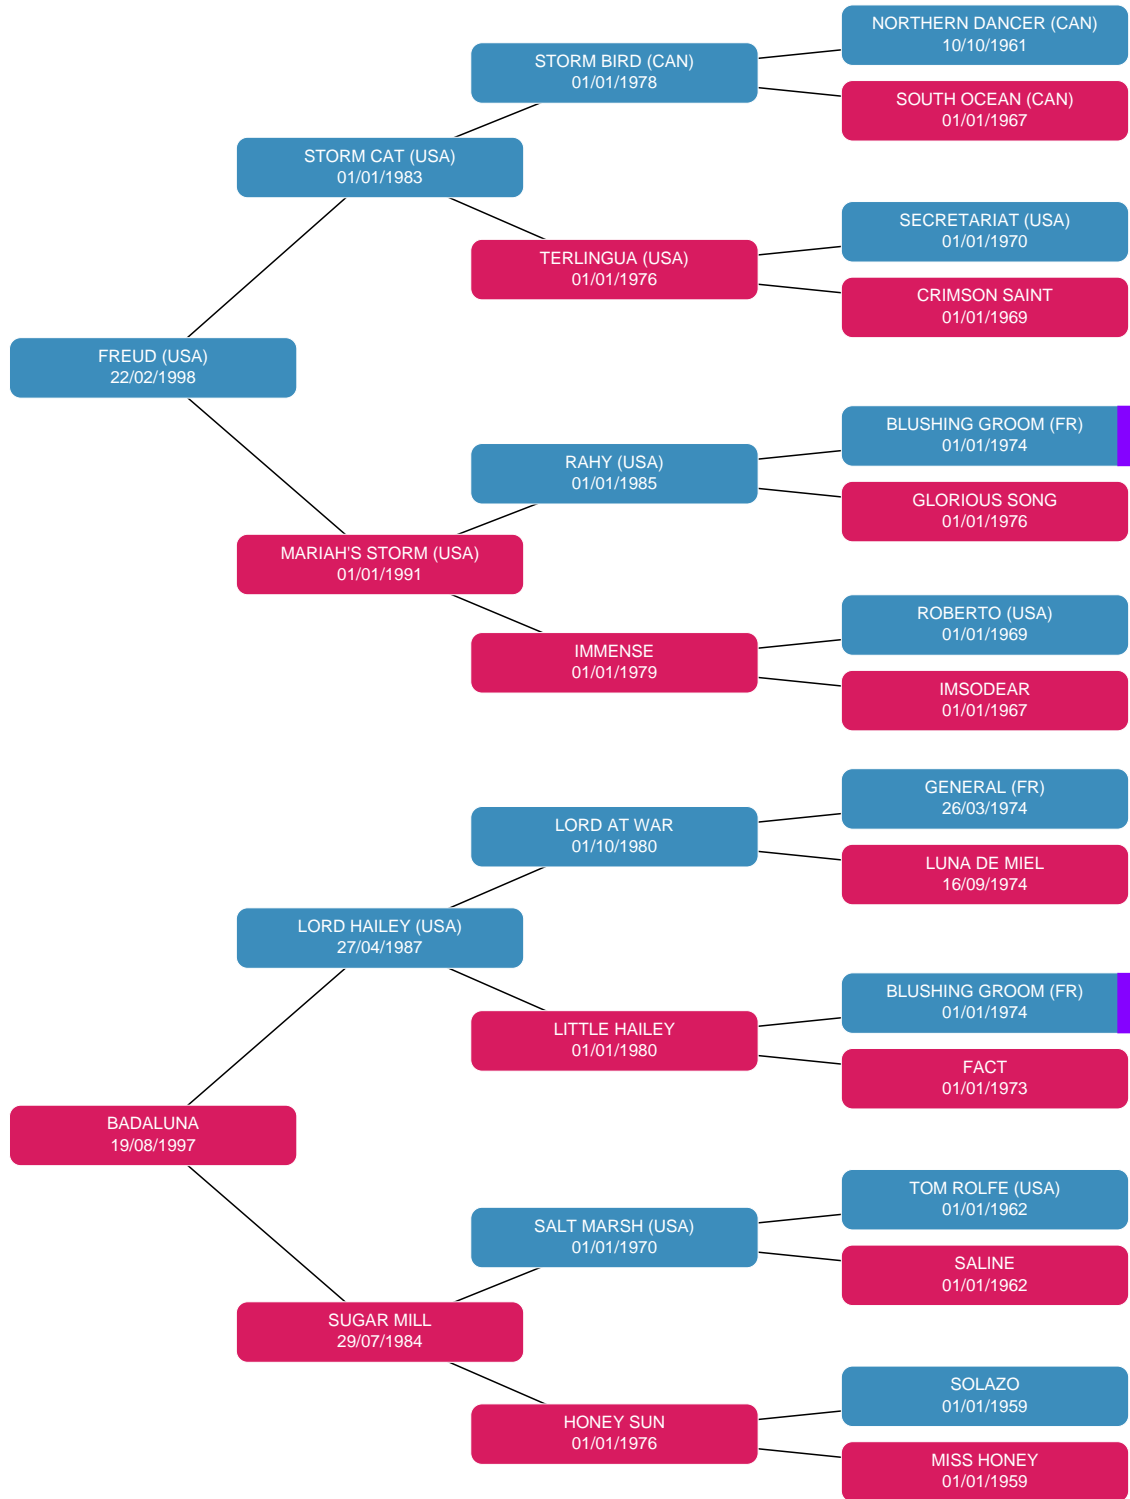 NORTHERN DANCER (CAN)
10/10/1961
STORM BIRD (CAN)
01/01/1978
SOUTH OCEAN (CAN)
01/01/1967
STORM CAT (USA)
01/01/1983
SECRETARIAT (USA)
01/01/1970
TERLINGUA (USA)
01/01/1976
CRIMSON SAINT
01/01/1969
FREUD (USA)
22/02/1998
BLUSHING GROOM (FR)
01/01/1974
RAHY (USA)
01/01/1985
GLORIOUS SONG
01/01/1976
MARIAH'S STORM (USA)
01/01/1991
ROBERTO (USA)
01/01/1969
IMMENSE
01/01/1979
IMSODEAR
01/01/1967
GENERAL (FR)
26/03/1974
LORD AT WAR
01/10/1980
LUNA DE MIEL
16/09/1974
LORD HAILEY (USA)
27/04/1987
BLUSHING GROOM (FR)
01/01/1974
LITTLE HAILEY
01/01/1980
FACT
01/01/1973
BADALUNA
19/08/1997
TOM ROLFE (USA)
01/01/1962
SALT MARSH (USA)
01/01/1970
SALINE
01/01/1962
SUGAR MILL
29/07/1984
SOLAZO
01/01/1959
HONEY SUN
01/01/1976
MISS HONEY
01/01/1959